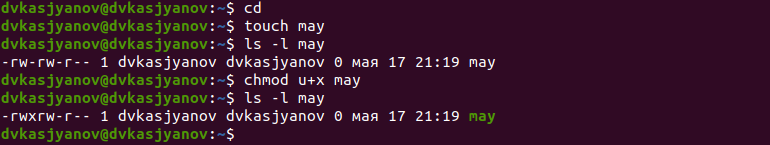 dvkasjyanov@dvkasjyanov:~$ cd
dvkasjyanov@dvkasjyanov:~$ touch may
dvkasjyanov@dvkasjyanov:~$ ls -l may
-rw-rw-r-- 1 dvkasjyanov dvkasjyanov 0 мая 17 21:19 may
dvkasjyanov@dvkasjyanov:~$ chmod u+x may
dvkasjyanov@dvkasjyanov:~$ ls -l may
-rwxrw-r-- 1 dvkasjyanov dvkasjyanov 0 мая 17 21:19 may
dvkasjyanov@dvkasjyanov:~$